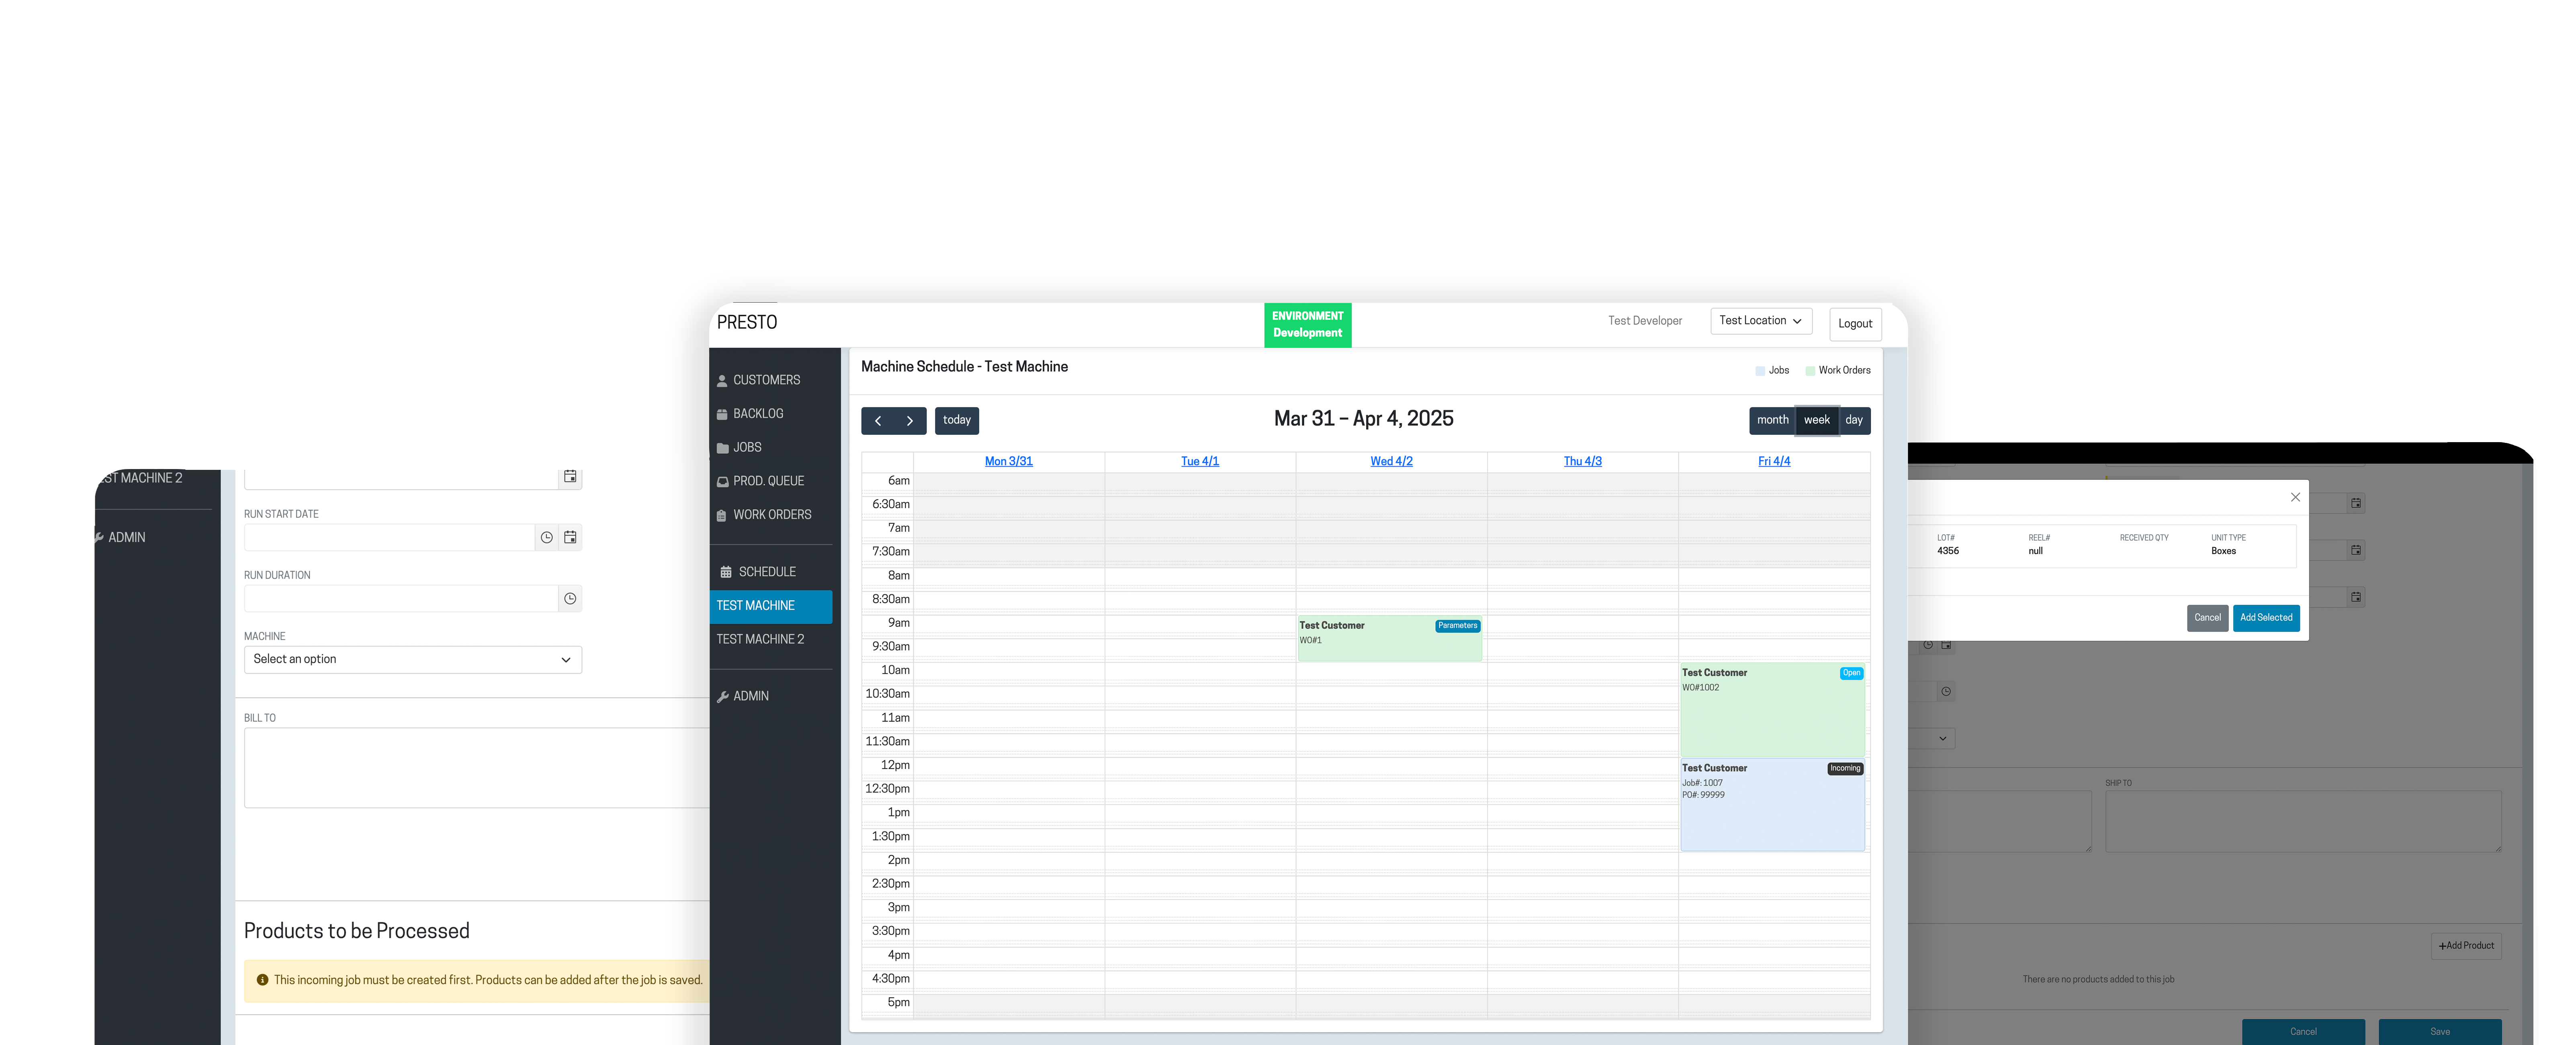 TEST MACHINE 2
ADMIN
RUN START DATE
RUN DURATION
MACHINE
Select an option
BILL TO
Products to be Processed
This incoming job must be created first. Products can be added after the job is saved.
PRESTO
ENVIRONMENT
Development
Test Developer
Test Location
Logout
CUSTOMERS
BACKLOG
JOBS
PROD. QUEUE
WORK ORDERS
SCHEDULE
TEST MACHINE
TEST MACHINE 2
ADMIN
Machine Schedule - Test Machine
Jobs Work Orders
today
Mar 31 – Apr 4, 2025
month week day
Mon 3/31 Tue 4/1 Wed 4/2 Thu 4/3 Fri 4/4
6am
6:30am
7am
7:30am
8am
8:30am
9am
Test Customer Parameters
WO#1
9:30am
10am
Test Customer Open
WO#1002
10:30am
11am
11:30am
12pm
Test Customer Incoming
Job#: 1007
PO#: 99999
12:30pm
1pm
1:30pm
2pm
2:30pm
3pm
3:30pm
4pm
4:30pm
5pm
LOT# REEL# RECEIVED QTY UNIT TYPE
4356 null Boxes
Cancel Add Selected
SHIP TO
+Add Product
There are no products added to this job
Cancel Save